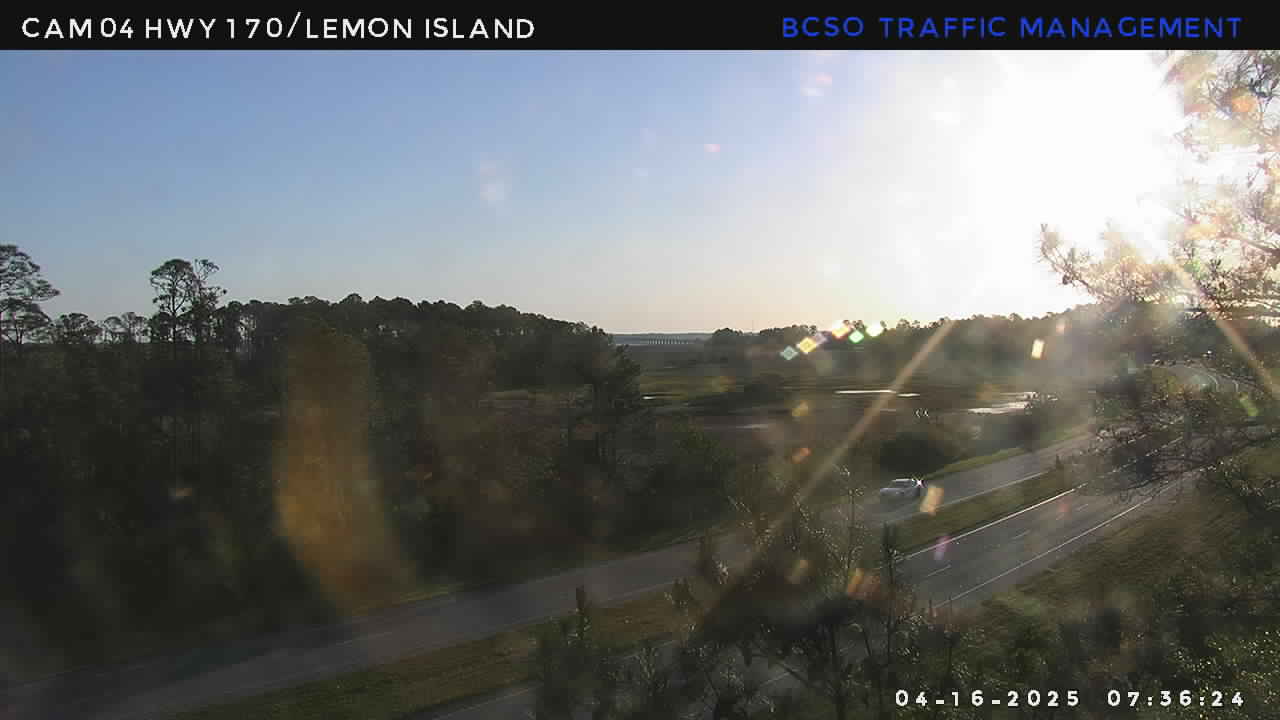 CAM04 HWY170/LEMON ISLAND
BCSO TRAFFIC MANAGEMENT
04-16-2025 07:36:24